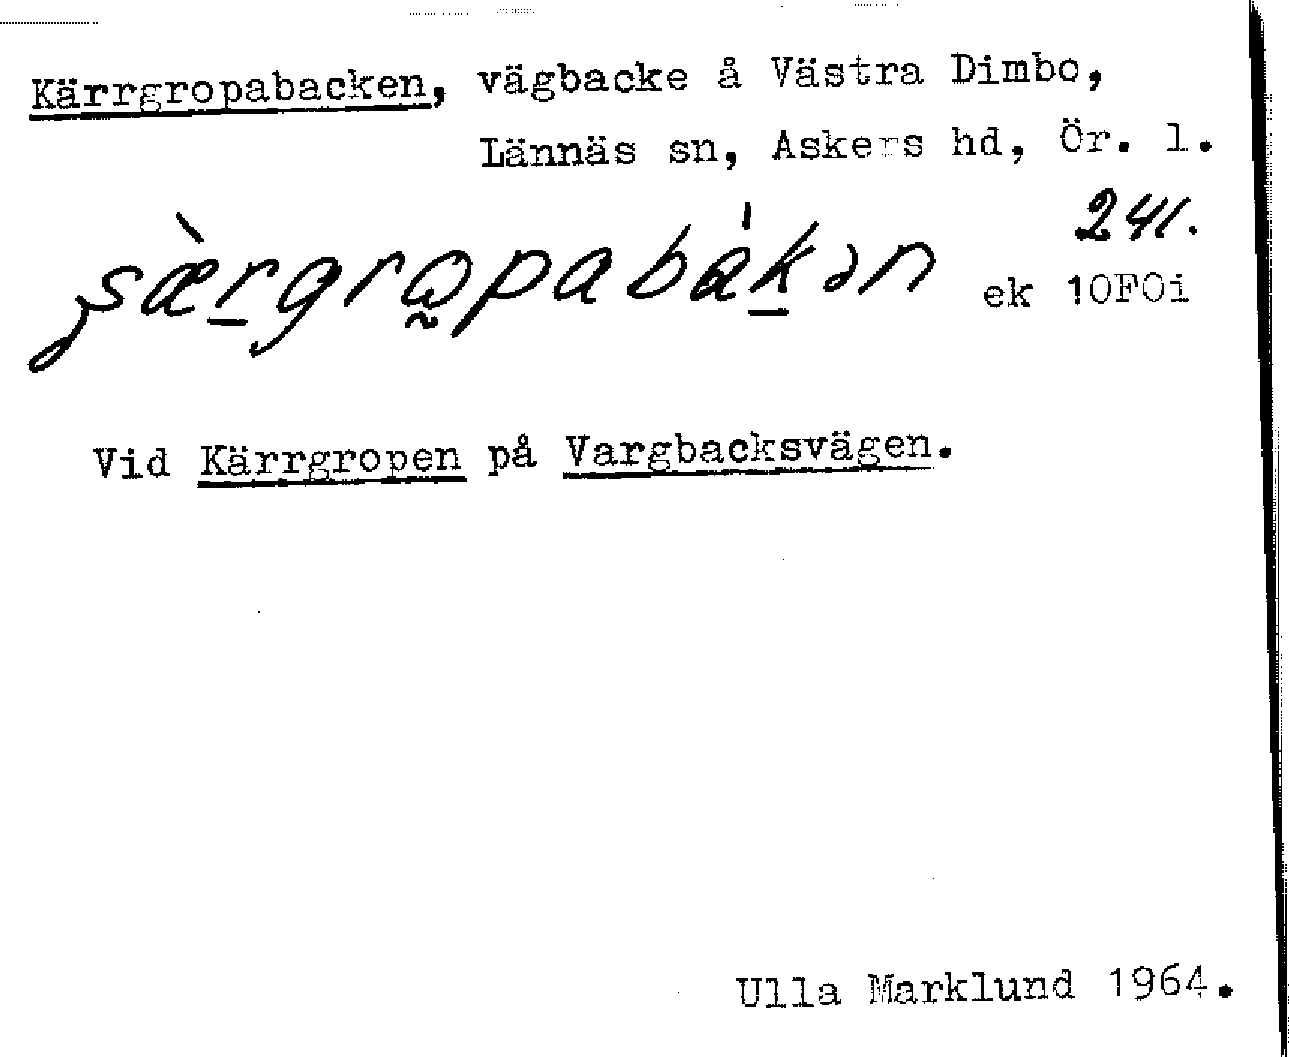 Kärrgropabacken, vägbacke å Västra Dimbo,
Lännäs sn, Askers hd, Ör. l.
241.
ek 10F0i
Vid Kärrgropen på Vargbacksvägen.
Ulla Marklund 1964.